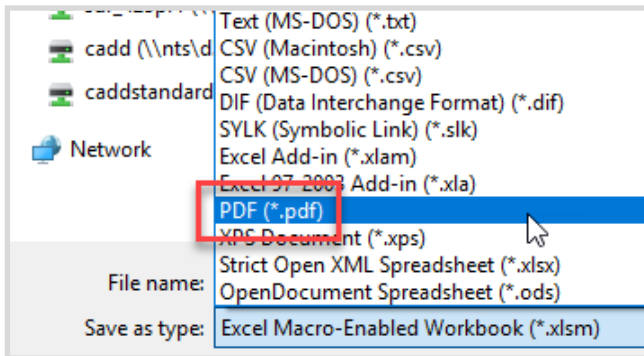 Text (MS-DOS) (*.txt)
cadd (\\nts\d
CSV (Macintosh) (*.csv)
CSV (MS-DOS) (*.csv)
caddstandard
DIF (Data Interchange Format) (*.dif)
SYLK (Symbolic Link) (*.slk)
Network
Excel Add-in (*.xlam)
Excel 97-2003 Add-in (*.xla)
PDF (*.pdf)
XPS Document (*.xps)
Strict Open XML Spreadsheet (*.xlsx)
File name:
OpenDocument Spreadsheet (*.ods)
Save as type: Excel Macro-Enabled Workbook (*.xlsm)